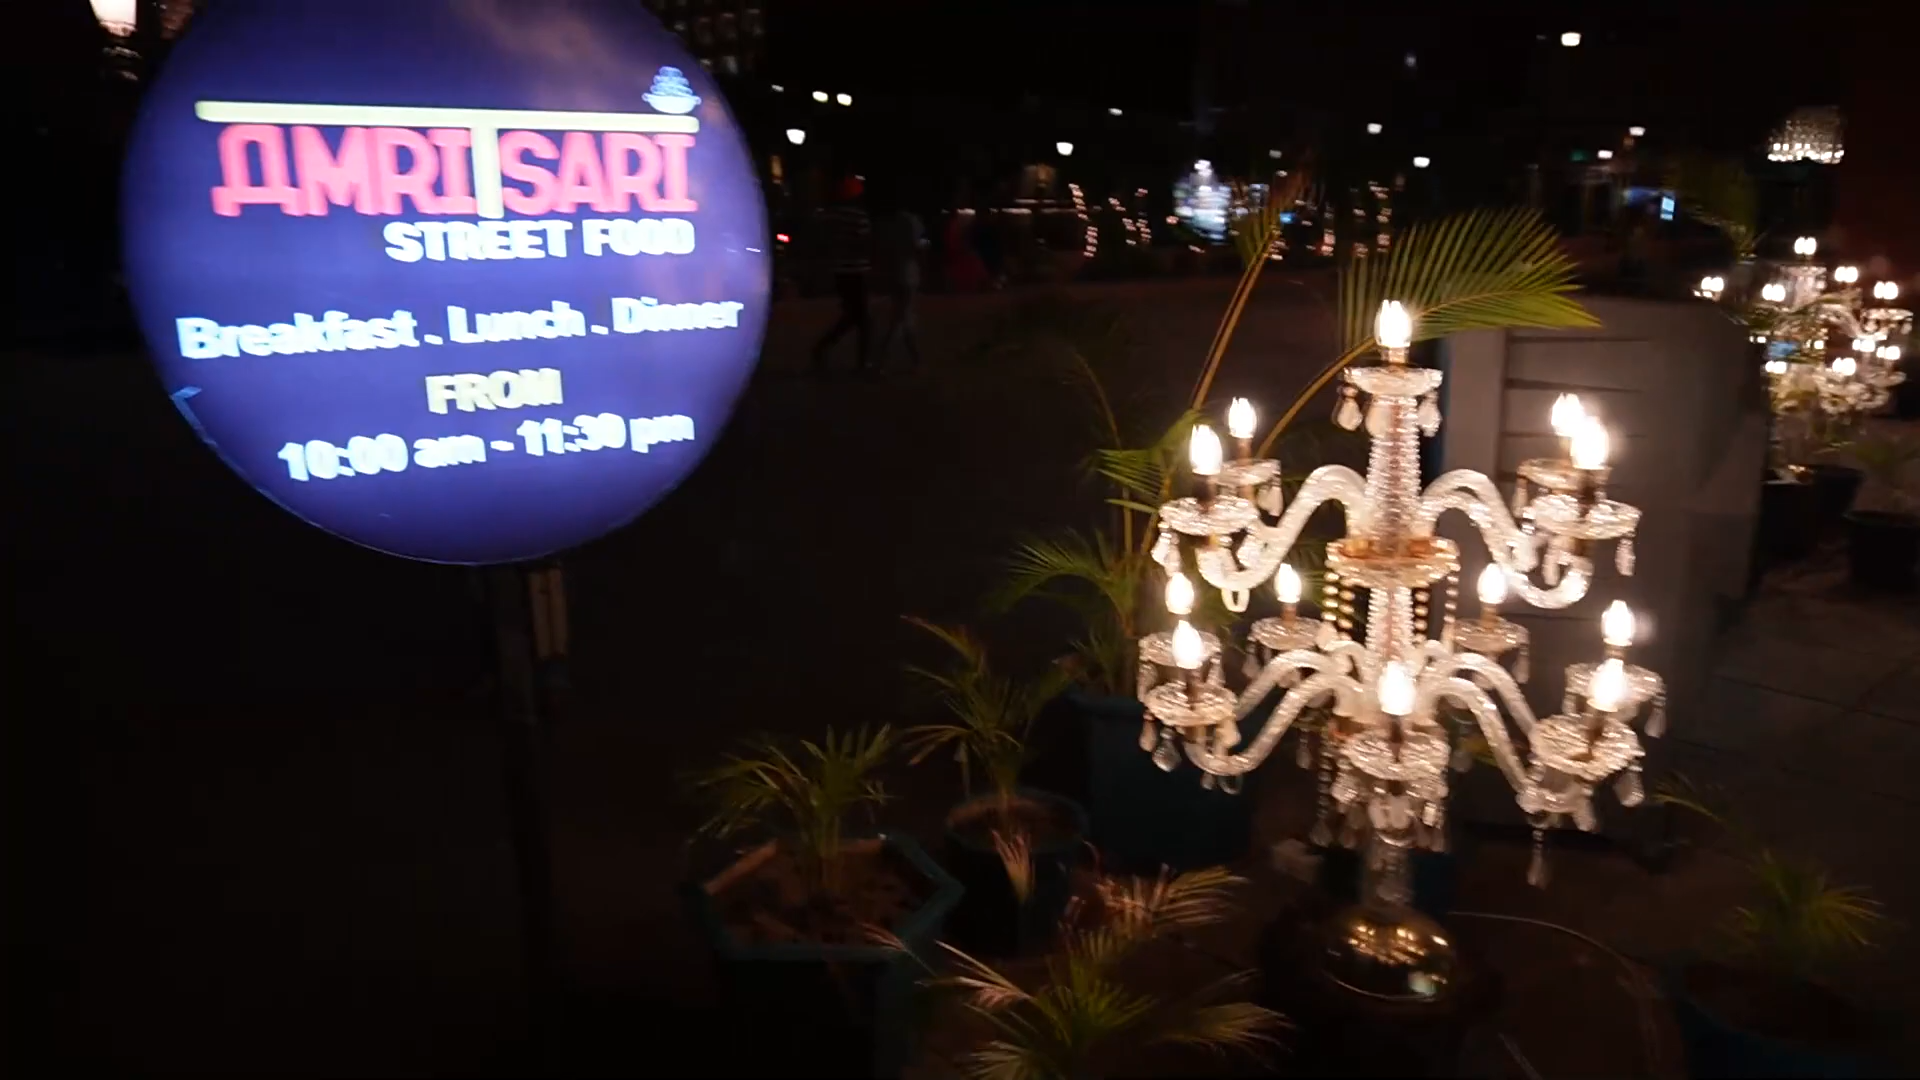 AMRITSARI
STREET FOOD
Breakfast . Lunch . Dinner
FROM
10:00 am - 11:30 pm